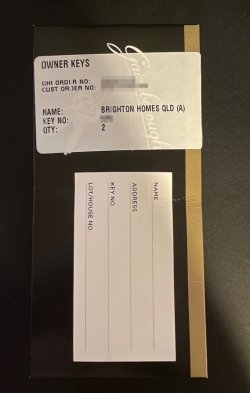 OWNER KEYS
GHI ORDER NO:
CUST ORDER NO:
NAME: BRIGHTON HOMES QLD (A)
KEY NO:
QTY: 2
Gainsborough
NAME
ADDRESS
KEY NO.
LOT/HOUSE NO.